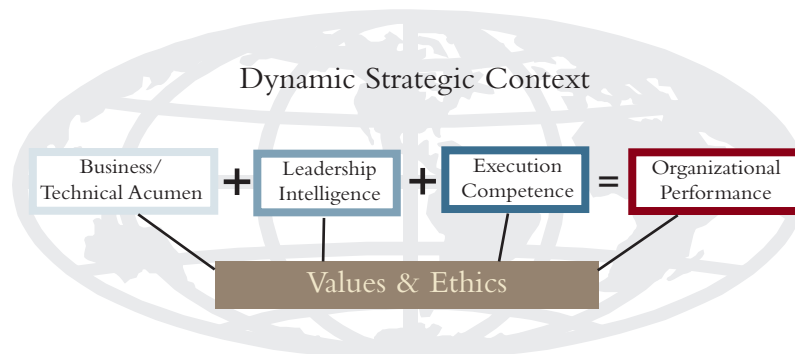 Dynamic Strategic Context
Business/
Technical Acumen
+
Leadership
Intelligence
+
Execution
Competence
=
Organizational
Performance
Values & Ethics